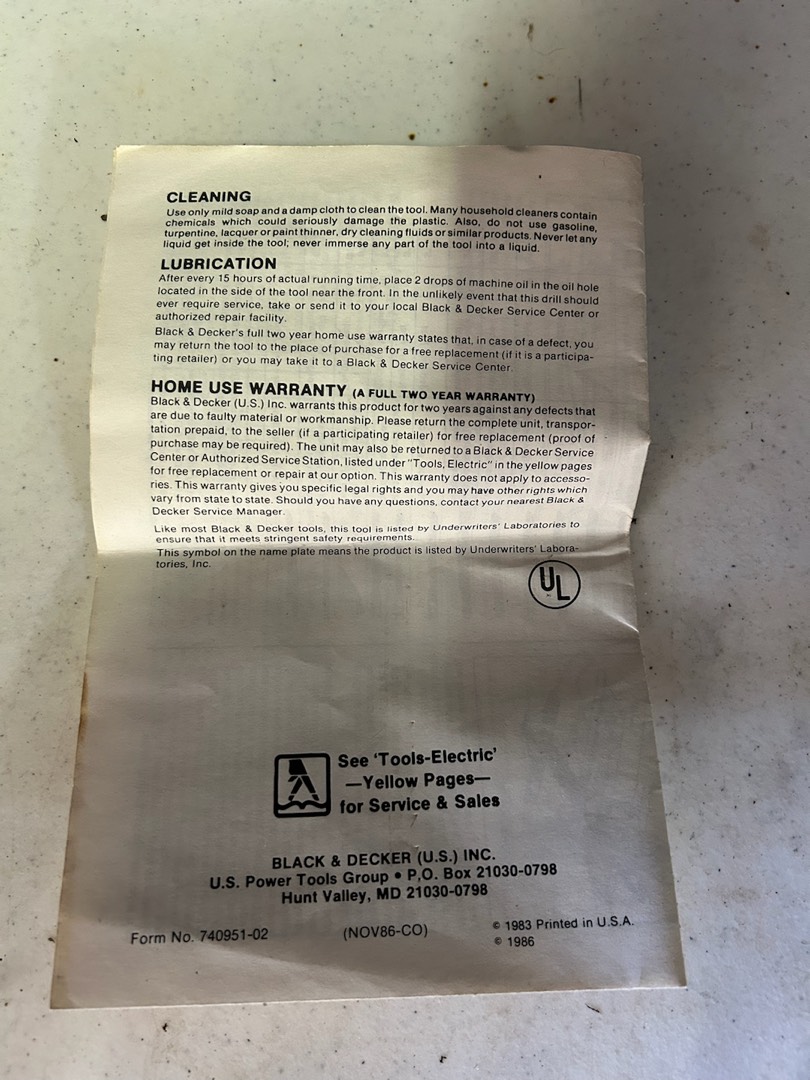 CLEANING
Use only mild soap and a damp cloth to clean the tool. Many household cleaners contain
chemicals which could seriously damage the plastic. Also, do not use gasoline,
turpentine, lacquer or paint thinner, dry cleaning fluids or similar products. Never let any
liquid get inside the tool; never immerse any part of the tool into a liquid.
LUBRICATION
After every 15 hours of actual running time, place 2 drops of machine oil in the oil hole
located in the side of the tool near the front. In the unlikely event that this drill should
ever require service, take or send it to your local Black & Decker Service Center or
authorized repair facility.
Black & Decker's full two year home use warranty states that, in case of a defect, you
may return the tool to the place of purchase for a free replacement (if it is a participa-
ting retailer) or you may take it to a Black & Decker Service Center.
HOME USE WARRANTY (A FULL TWO YEAR WARRANTY)
Black & Decker (U.S.) Inc. warrants this product for two years against any defects that
are due to faulty material or workmanship. Please return the complete unit, transpor-
tation prepaid, to the seller (if a participating retailer) for free replacement (proof of
purchase may be required). The unit may also be returned to a Black & Decker Service
Center or Authorized Service Station, listed under "Tools, Electric" in the yellow pages
for free replacement or repair at our option. This warranty does not apply to accesso-
ries. This warranty gives you specific legal rights and you may have other rights which
vary from state to state. Should you have any questions, contact your nearest Black &
Decker Service Manager.
Like most Black & Decker tools, this tool is listed by Underwriters' Laboratories to
ensure that it meets stringent safety requirements.
This symbol on the name plate means the product is listed by Underwriters' Labora-
tories, Inc.
UL
See 'Tools-Electric'
—Yellow Pages—
for Service & Sales
BLACK & DECKER (U.S.) INC.
U.S. Power Tools Group • P.O. Box 21030-0798
Hunt Valley, MD 21030-0798
Form No. 740951-02 (NOV86-CO) © 1983 Printed in U.S.A.
© 1986